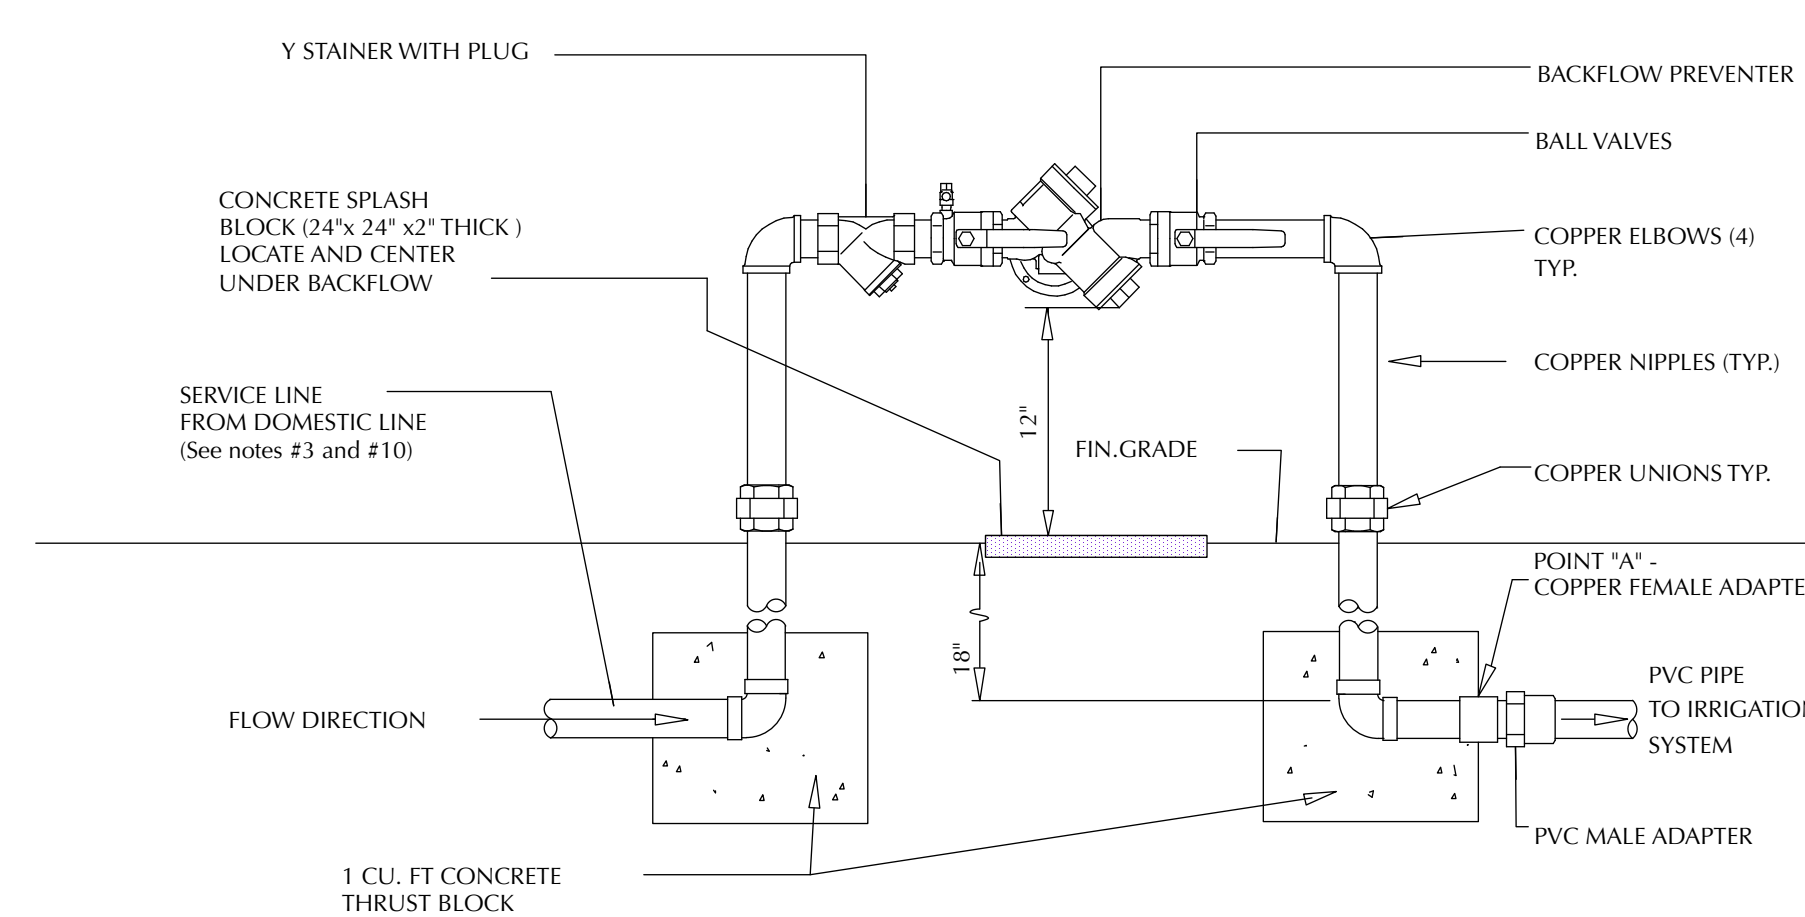 Y STAINER WITH PLUG
BACKFLOW PREVENTER
BALL VALVES
CONCRETE SPLASH
BLOCK (24"x 24" x2" THICK )
LOCATE AND CENTER
UNDER BACKFLOW
COPPER ELBOWS (4)
TYP.
COPPER NIPPLES (TYP.)
SERVICE LINE
FROM DOMESTIC LINE
(See notes #3 and #10)
12"
FIN.GRADE
COPPER UNIONS TYP.
POINT "A" -
COPPER FEMALE ADAPTE
18"
PVC PIPE
TO IRRIGATION
SYSTEM
FLOW DIRECTION
PVC MALE ADAPTER
1 CU. FT CONCRETE
THRUST BLOCK